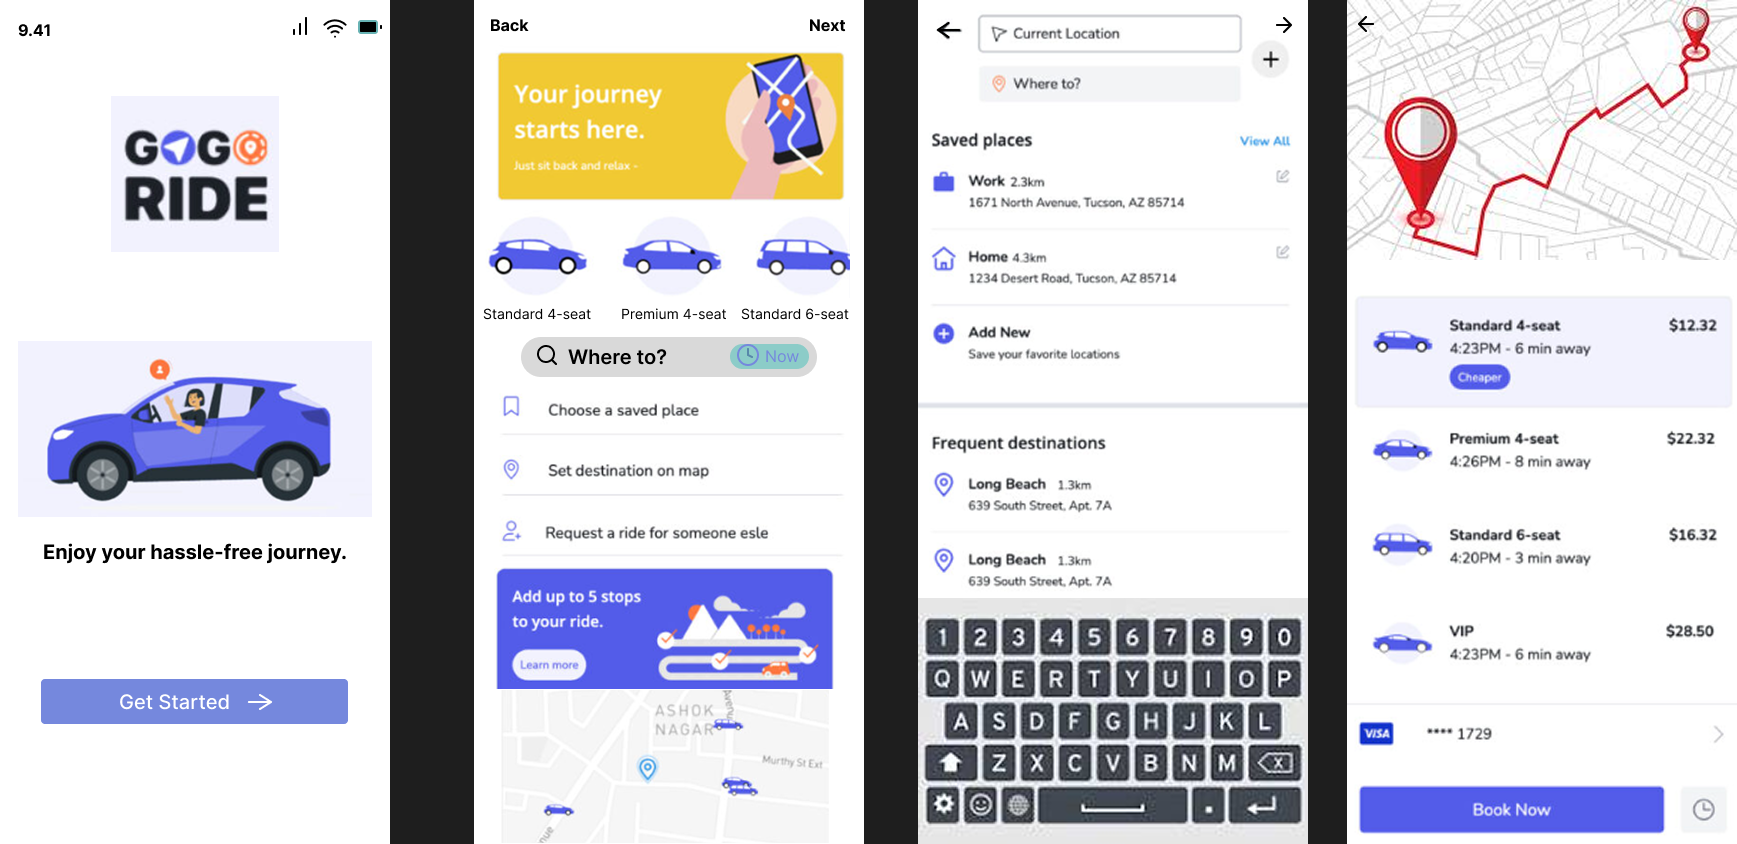 9.41
GOGO
RIDE
Enjoy your hassle-free journey.
Get Started
Back
Next
Your journey
starts here.
Just sit back and relax ~
Standard 4-seat
Premium 4-seat
Standard 6-seat
Where to?
Now
Choose a saved place
Set destination on map
Request a ride for someone esle
Add up to 5 stops
to your ride.
Learn more
ASHOK
NAGAR
Avenu
Murthy St Ext
nue
Current Location
Where to?
Saved places
View All
Work 2.3km
1671 North Avenue, Tucson, AZ 85714
Home 4.3km
1234 Desert Road, Tucson, AZ 85714
Add New
Save your favorite locations
Frequent destinations
Long Beach 1.3km
639 South Street, Apt. 7A
Long Beach 1.3km
639 South Street, Apt. 7A
1 2 3 4 5 6 7 8 9 0
Q W E R T Y U I O P
A S D F G H J K L
Z X C V B N M
.
Standard 4-seat $12.32
4:23PM - 6 min away
Cheaper
Premium 4-seat $22.32
4:26PM - 8 min away
Standard 6-seat $16.32
4:20PM - 3 min away
VIP $28.50
4:23PM - 6 min away
VISA **** 1729
Book Now